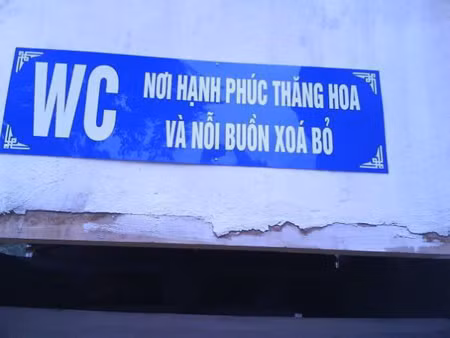 WC
NƠI HẠNH PHÚC THĂNG HOA
VÀ NỖI BUỒN XOÁ BỎ